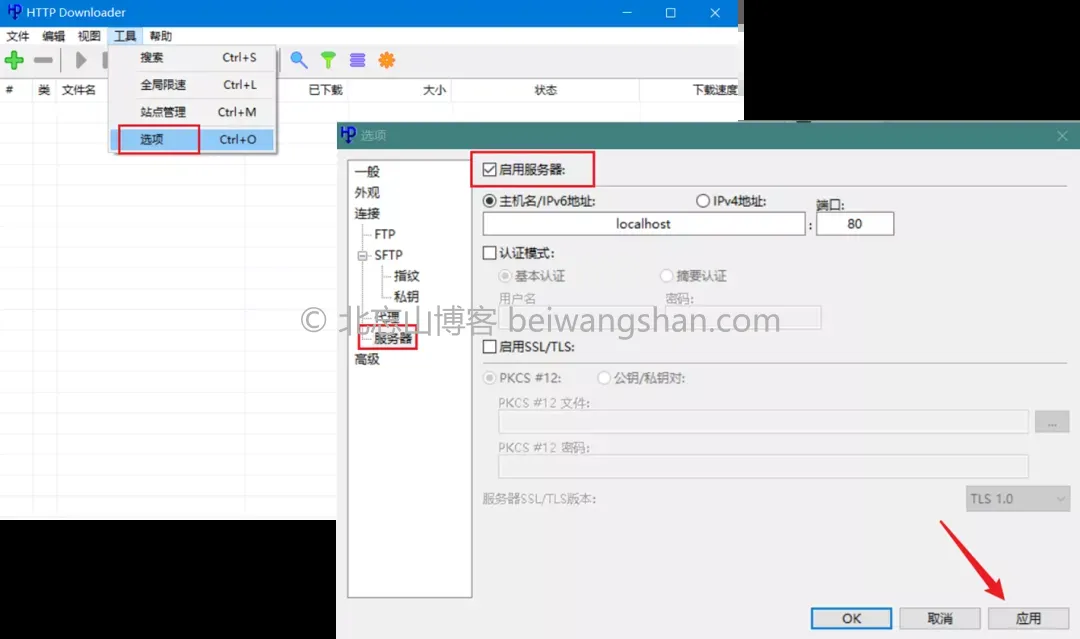 HTTP Downloader
文件 编辑 视图 工具 帮助
搜索 Ctrl+S
全局限速 Ctrl+L
站点管理 Ctrl+M
选项 Ctrl+O
# 类 文件名 已下载 大小 状态 下载速度
选项
一般
外观
连接
FTP
SFTP
指纹
私钥
代理
服务器
高级
启用服务器:
主机名/IPv6地址: IPv4地址: 端口:
localhost : 80
认证模式:
基本认证 摘要认证
用户名 密码:
© 北忘山博客 beiwangshan.com
启用SSL/TLS:
PKCS #12: 公钥/私钥对:
PKCS #12 文件:
...
PKCS #12 密码:
服务器SSL/TLS版本: TLS 1.0
OK 取消 应用